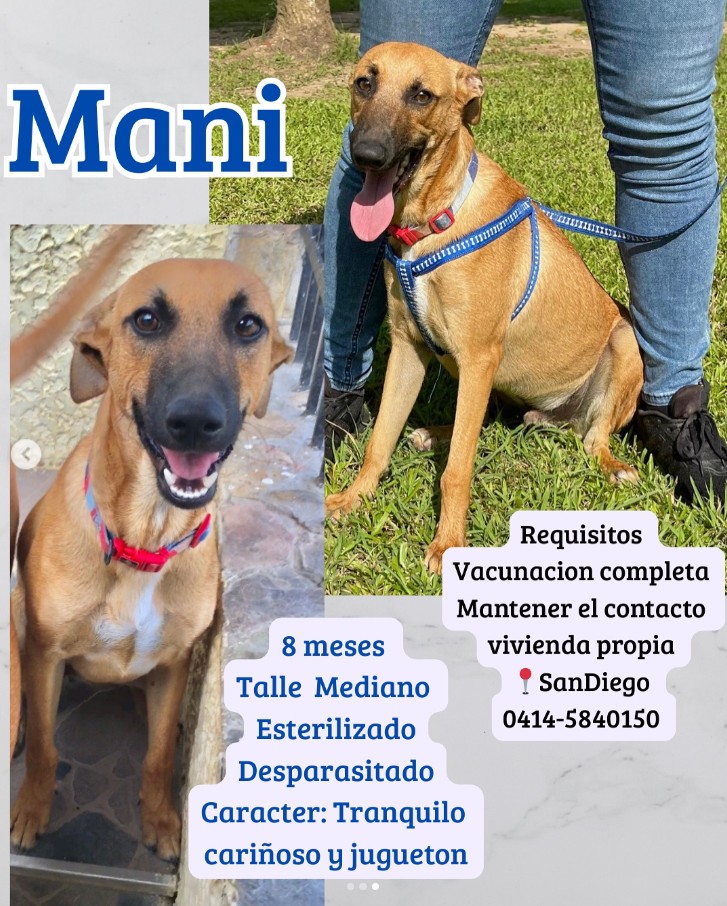 Mani
8 meses
Talle Mediano
Esterilizado
Desparasitado
Caracter: Tranquilo
cariñoso y jugueton
Requisitos
Vacunacion completa
Mantener el contacto
vivienda propia
📍SanDiego
0414-5840150